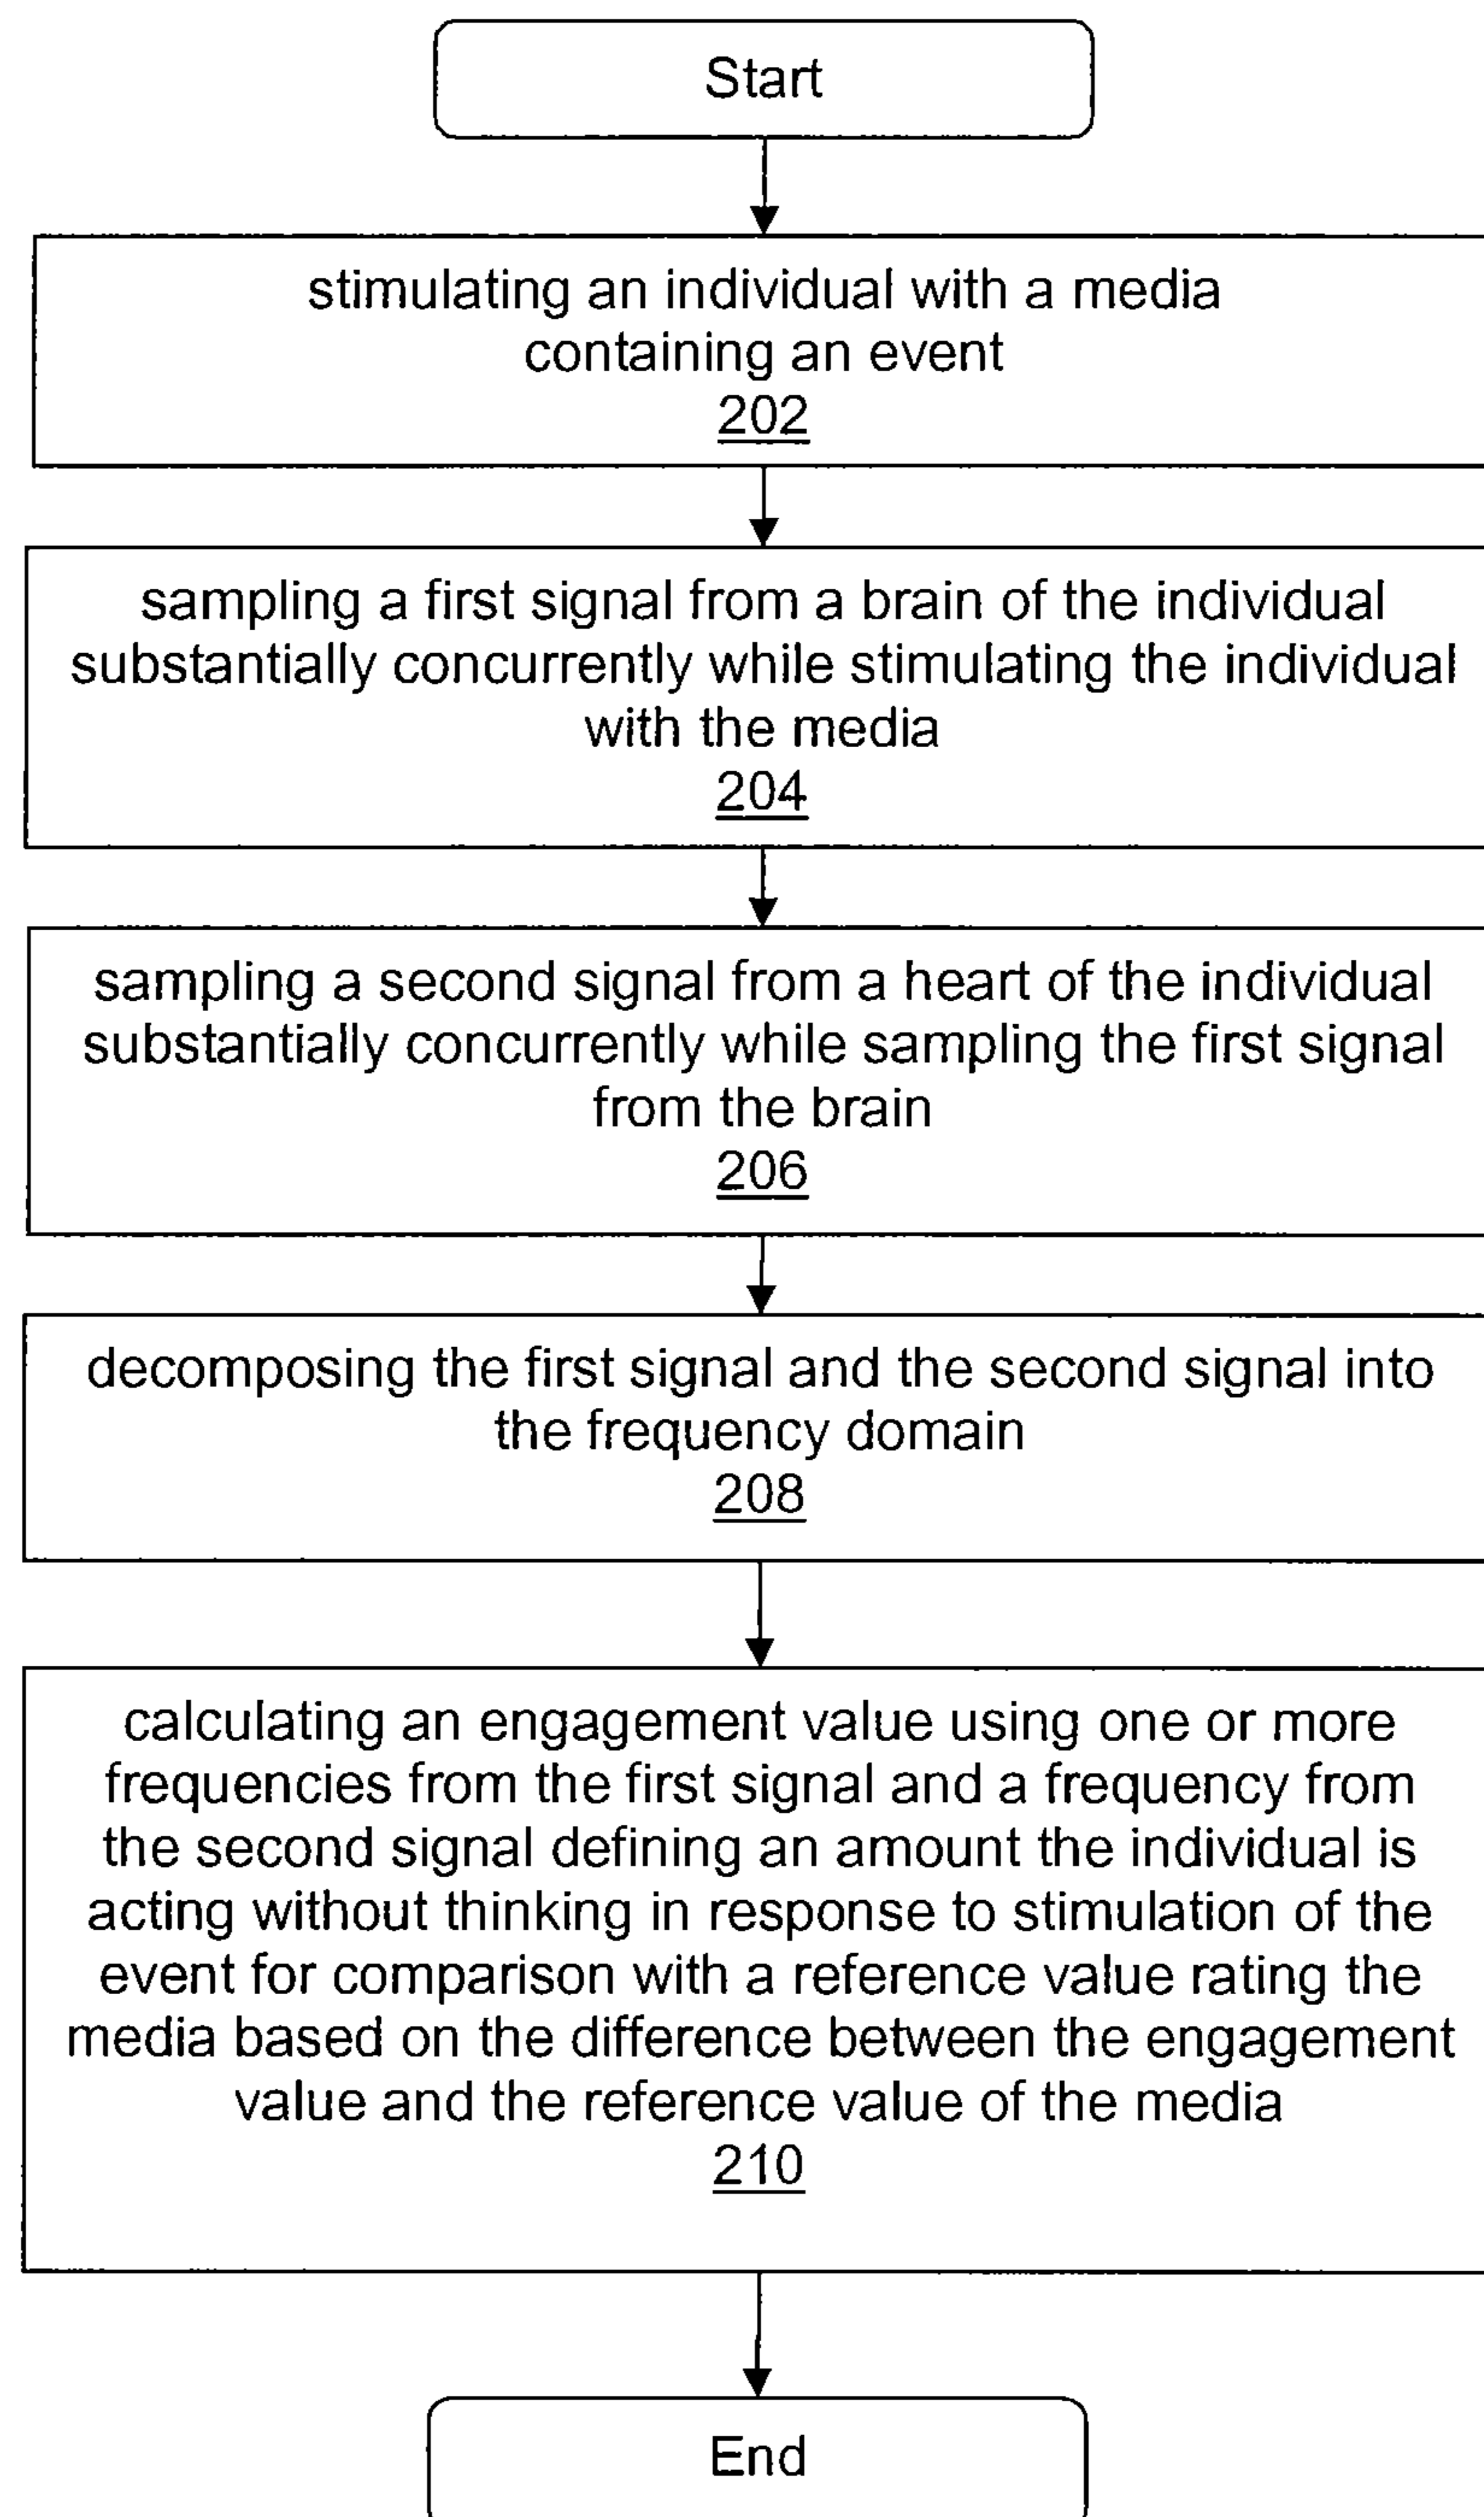 Start
stimulating an individual with a media
containing an event
202
sampling a first signal from a brain of the individual
substantially concurrently while stimulating the individual
with the media
204
sampling a second signal from a heart of the individual
substantially concurrently while sampling the first signal
from the brain
206
decomposing the first signal and the second signal into
the frequency domain
208
calculating an engagement value using one or more
frequencies from the first signal and a frequency from
the second signal defining an amount the individual is
acting without thinking in response to stimulation of the
event for comparison with a reference value rating the
media based on the difference between the engagement
value and the reference value of the media
210
End